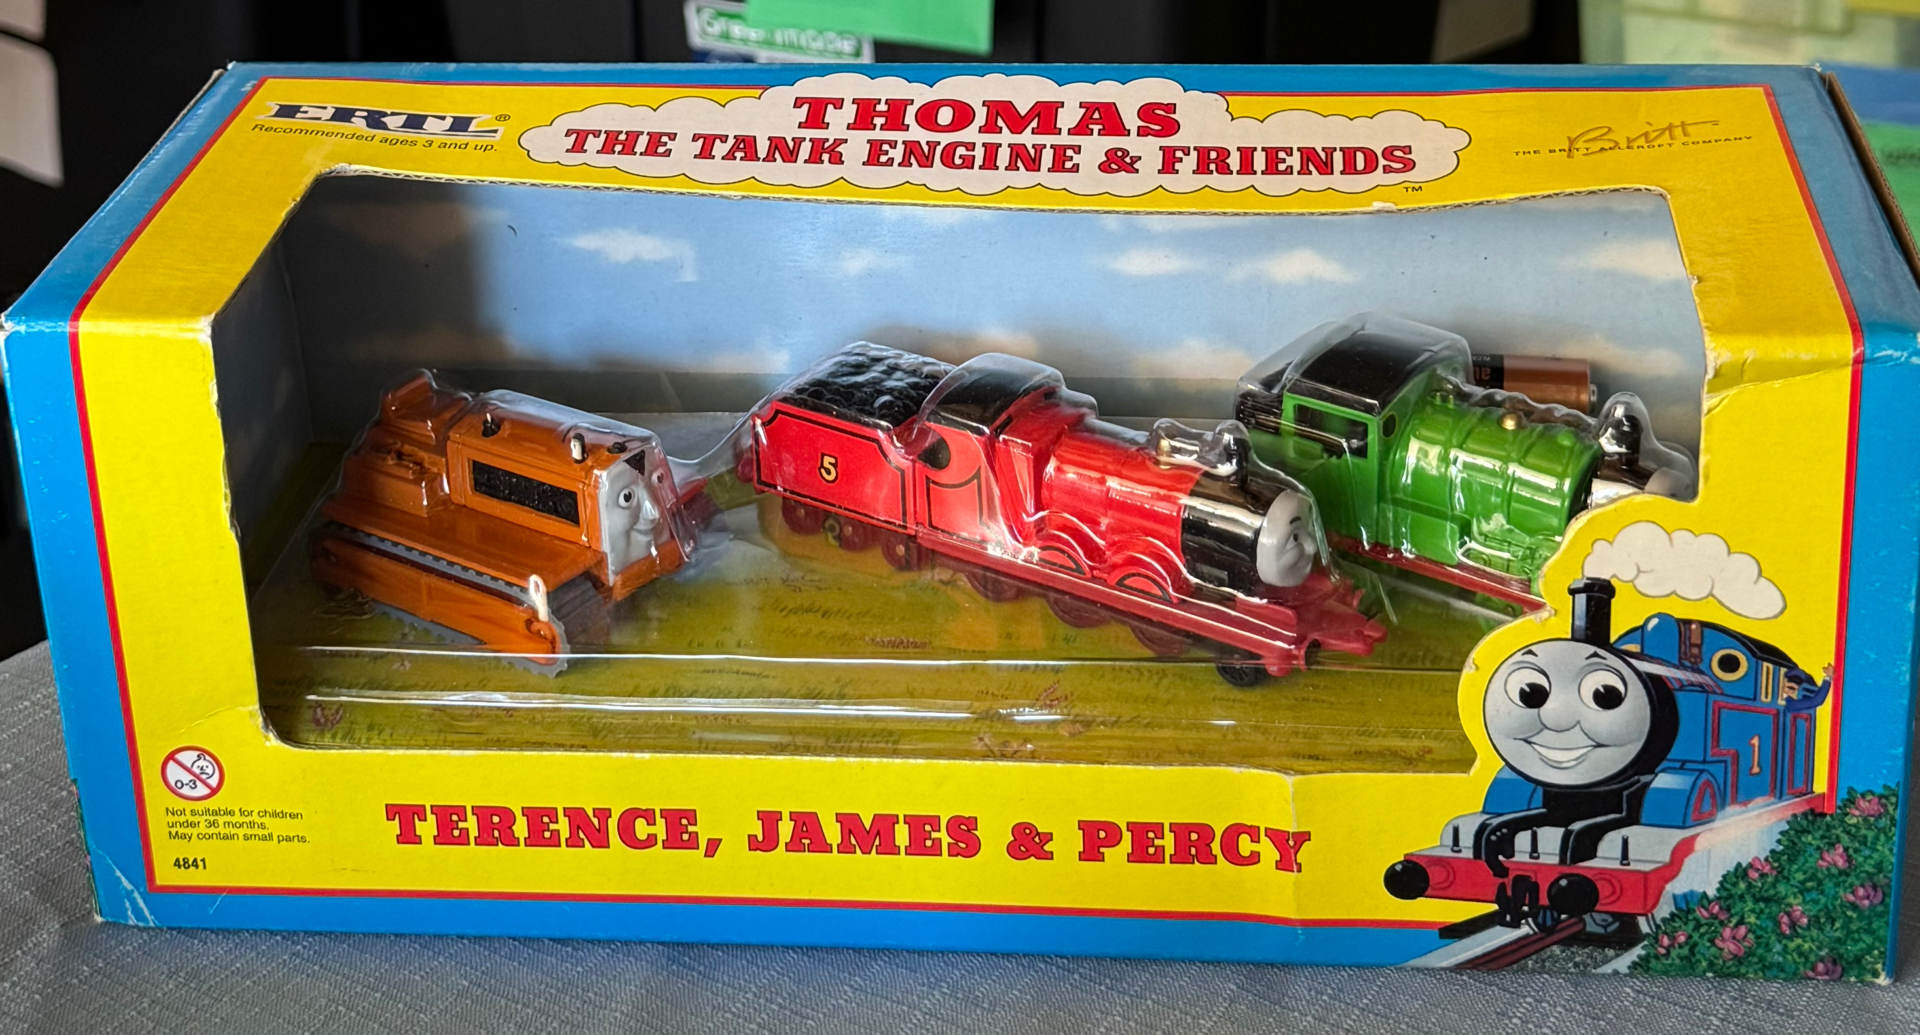 ERTL®
Recommended ages 3 and up.
THOMAS
THE TANK ENGINE & FRIENDS
TM
Britt
THE BRITT ALLCROFT COMPANY
5
1
0-3
Not suitable for children
under 36 months.
May contain small parts.
4841
TERENCE, JAMES & PERCY